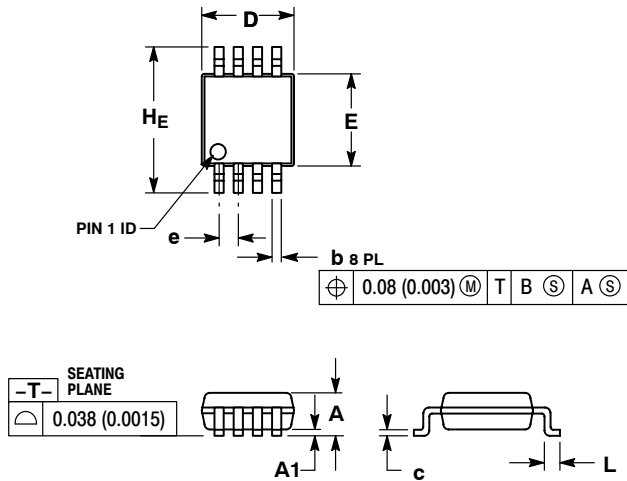 D
HE
E
PIN 1 ID
e
b 8 PL
⌖ 0.08 (0.003) Ⓜ T B Ⓢ A Ⓢ
–T– SEATING PLANE
⌓ 0.038 (0.0015)
A
A1
c
L